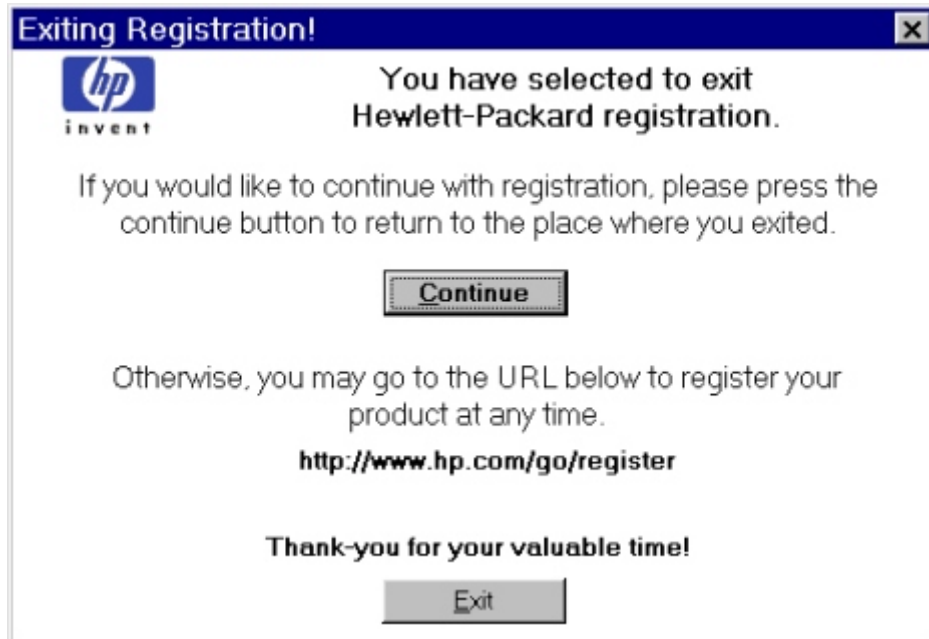 Exiting Registration!
hp
invent
You have selected to exit
Hewlett-Packard registration.
If you would like to continue with registration, please press the
continue button to return to the place where you exited.
Continue
Otherwise, you may go to the URL below to register your
product at any time.
http://www.hp.com/go/register
Thank-you for your valuable time!
Exit